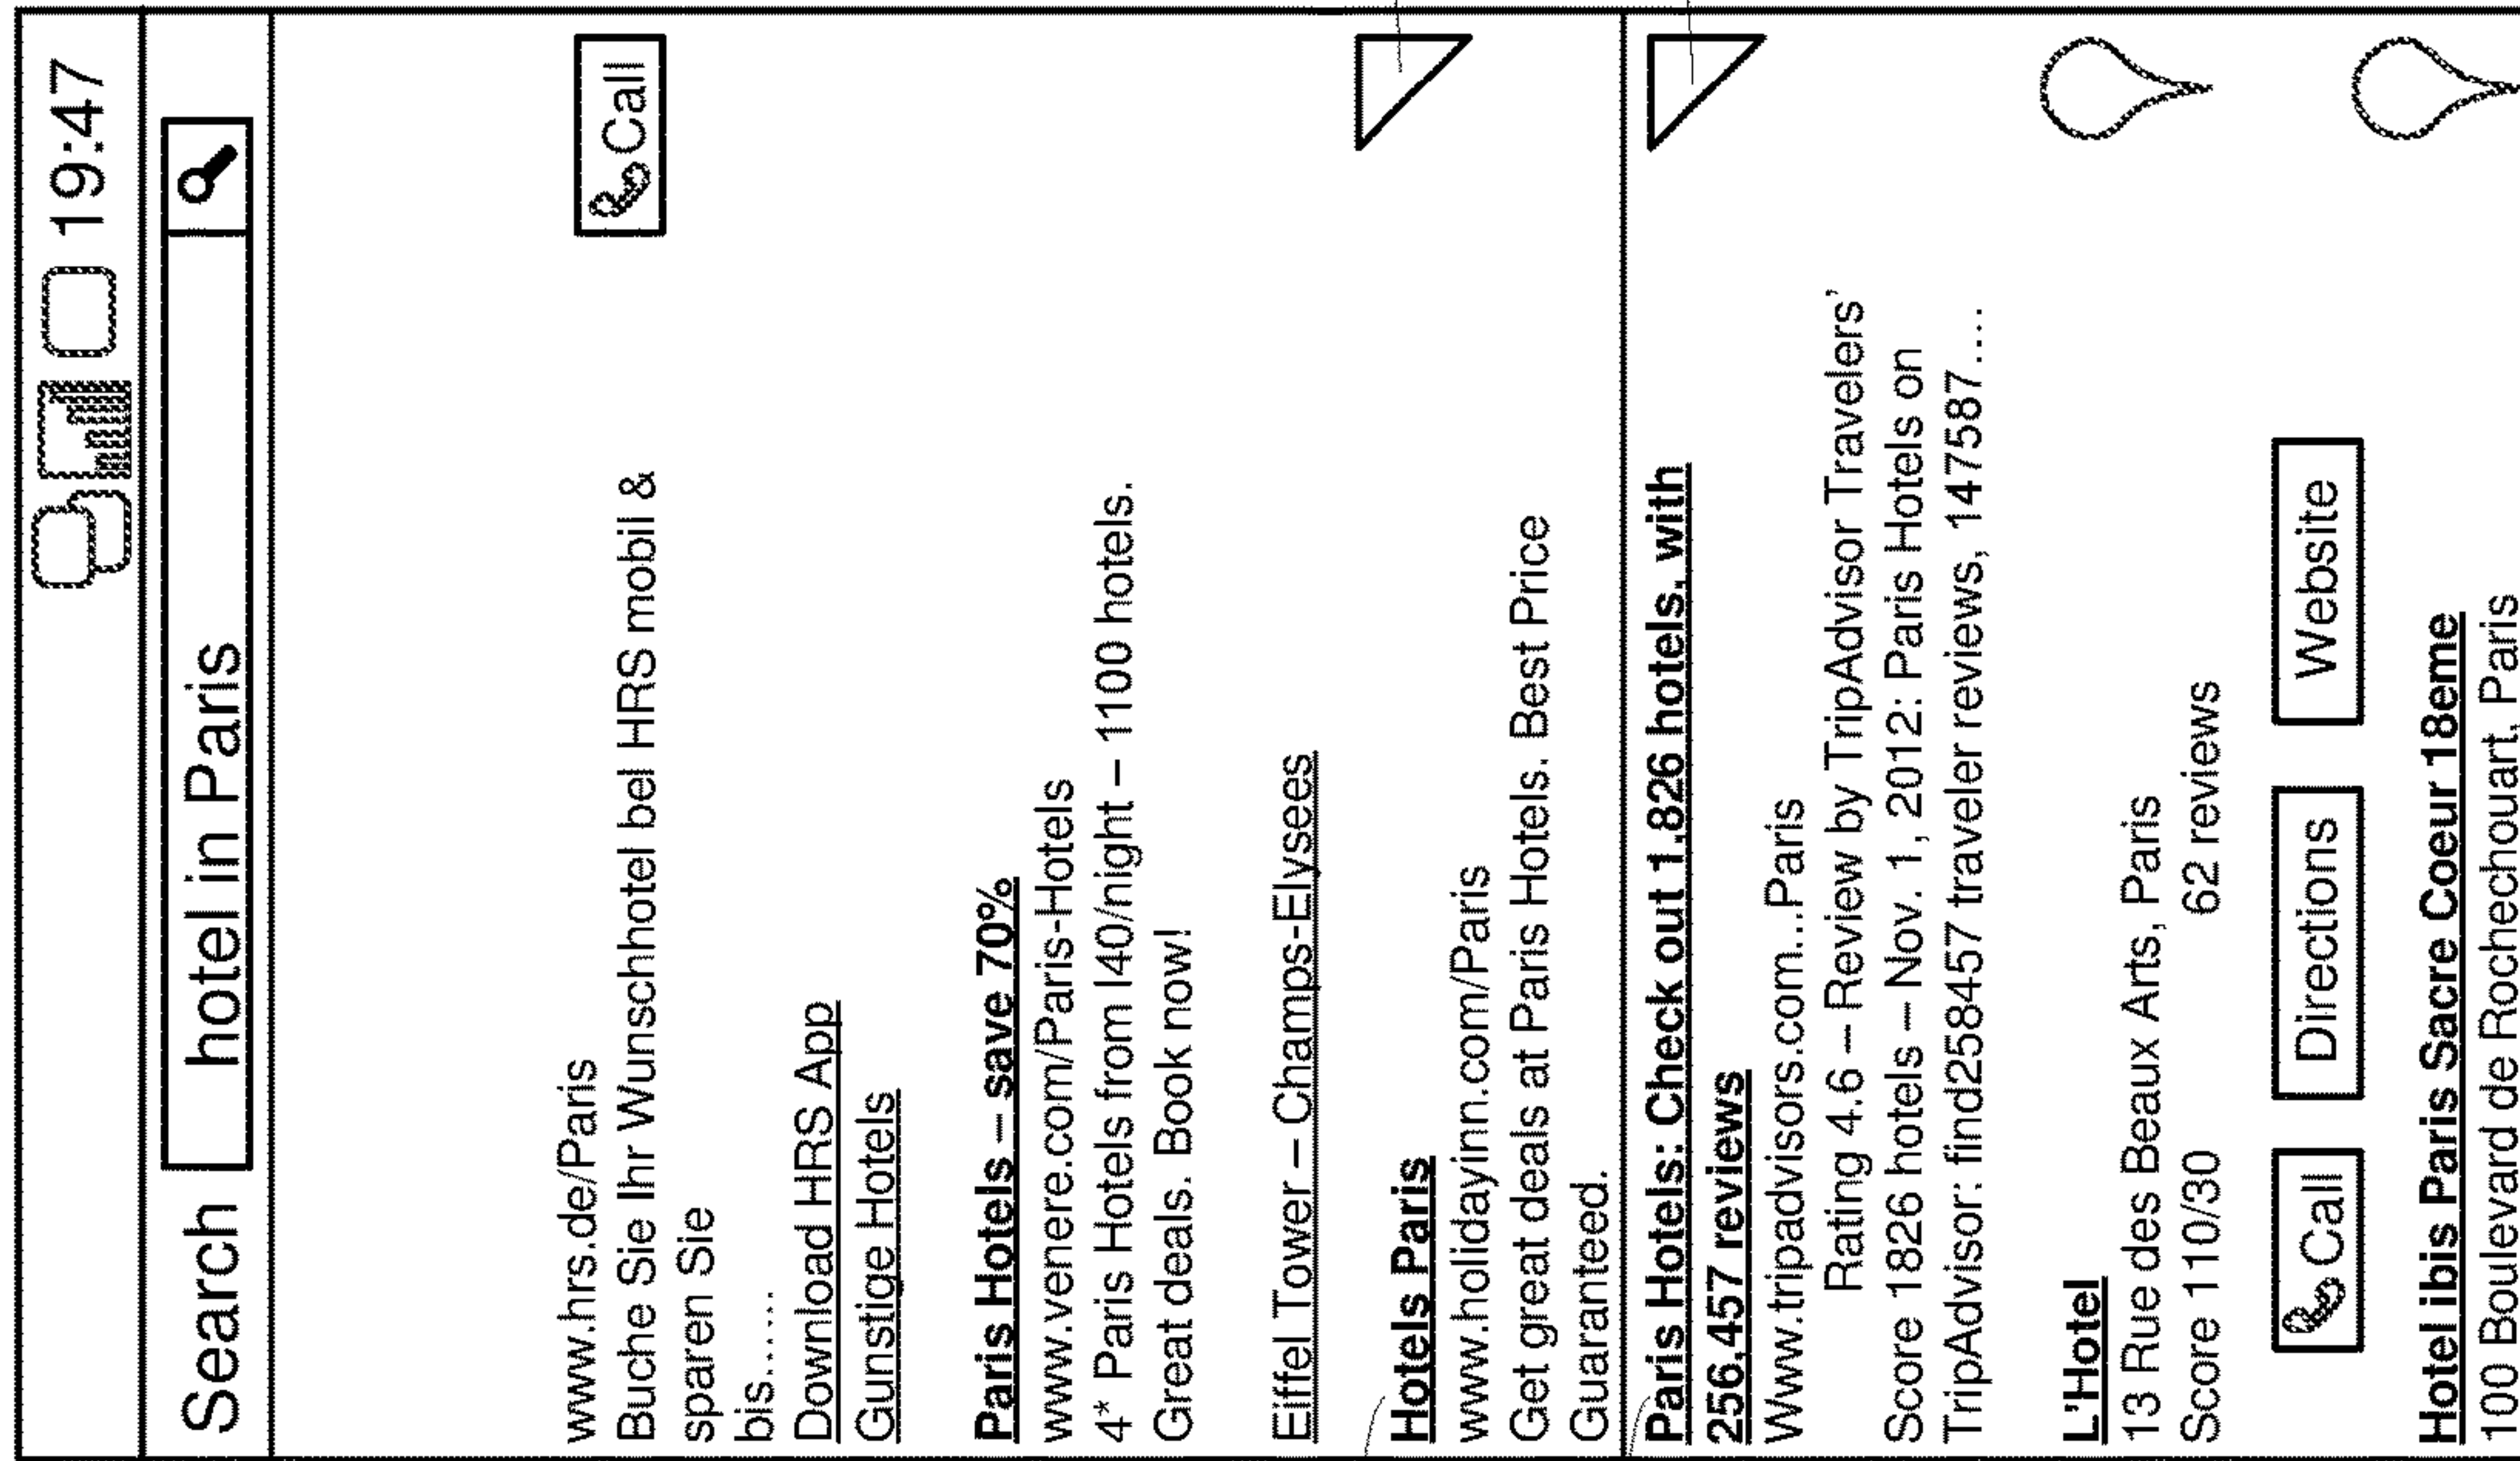 19:47
Search hotel in Paris
www.hrs.de/Paris
Buche Sie Ihr Wunschhotel bel HRS mobil &
sparen Sie
bis......
Call
Download HRS App
Gunstige Hotels
Paris Hotels – save 70%
www.venere.com/Paris-Hotels
4* Paris Hotels from I40/night – 1100 hotels.
Great deals. Book now!
Eiffel Tower – Champs-Elysees
Hotels Paris
www.holidayinn.com/Paris
Get great deals at Paris Hotels. Best Price
Guaranteed.
Paris Hotels: Check out 1,826 hotels, with
256,457 reviews
Www.tripadvisors.com...Paris
Rating 4.6 – Review by TripAdvisor Travelers’
Score 1826 hotels – Nov. 1, 2012: Paris Hotels on
TripAdvisor: find258457 traveler reviews, 147587....
L'Hotel
13 Rue des Beaux Arts, Paris
Score 110/30 62 reviews
Call Directions Website
Hotel ibis Paris Sacre Coeur 18eme
100 Boulevard de Rochechouart, Paris